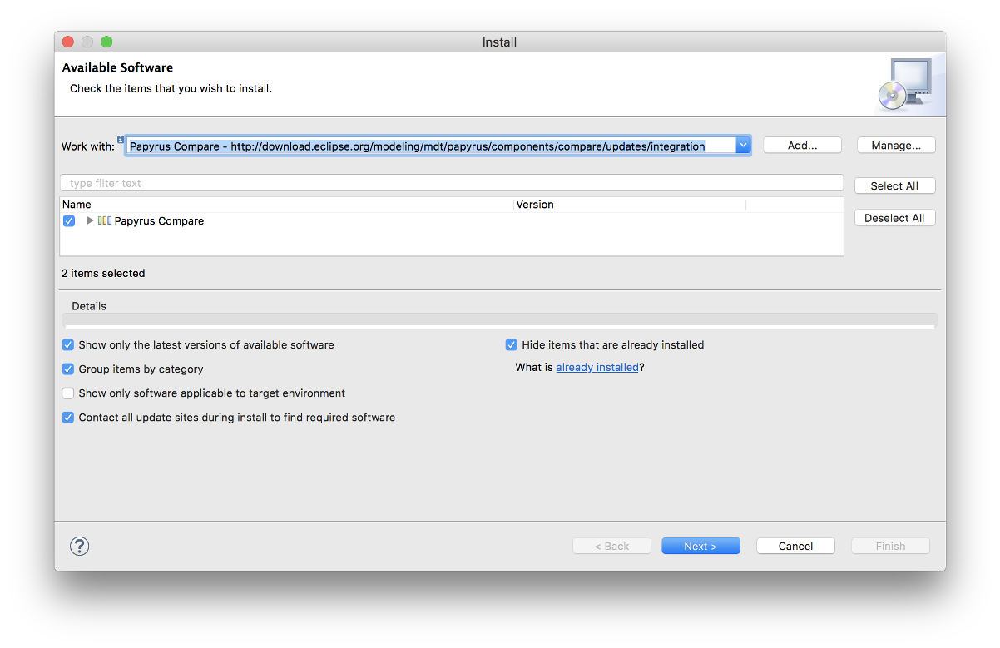 Install
Available Software
Check the items that you wish to install.
Work with: Papyrus Compare - http://download.eclipse.org/modeling/mdt/papyrus/components/compare/updates/integration Add... Manage...
type filter text Select All
Name Version
Papyrus Compare Deselect All
2 items selected
Details
Show only the latest versions of available software Hide items that are already installed
Group items by category What is already installed?
Show only software applicable to target environment
Contact all update sites during install to find required software
? < Back Next > Cancel Finish